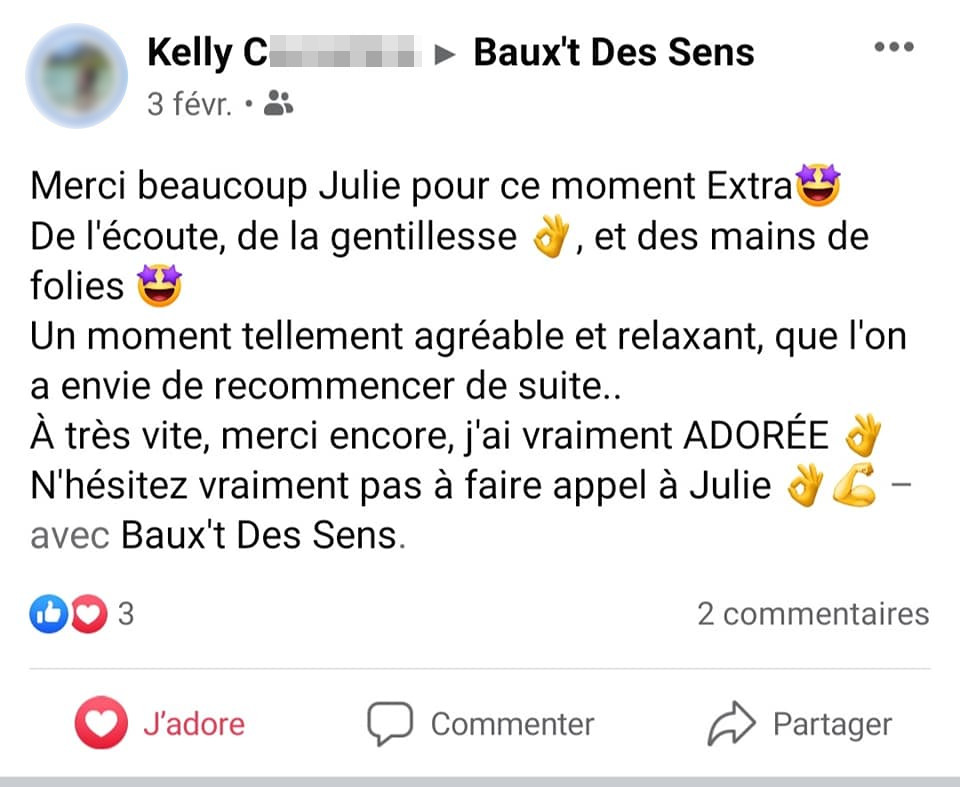 Kelly C ▸ Baux't Des Sens
3 févr. •
Merci beaucoup Julie pour ce moment Extra🤩
De l'écoute, de la gentillesse 👌, et des mains de
folies 🤩
Un moment tellement agréable et relaxant, que l'on
a envie de recommencer de suite..
À très vite, merci encore, j'ai vraiment ADORÉE 👌
N'hésitez vraiment pas à faire appel à Julie 👌💪 –
avec Baux't Des Sens.
3 2 commentaires
J'adore Commenter Partager